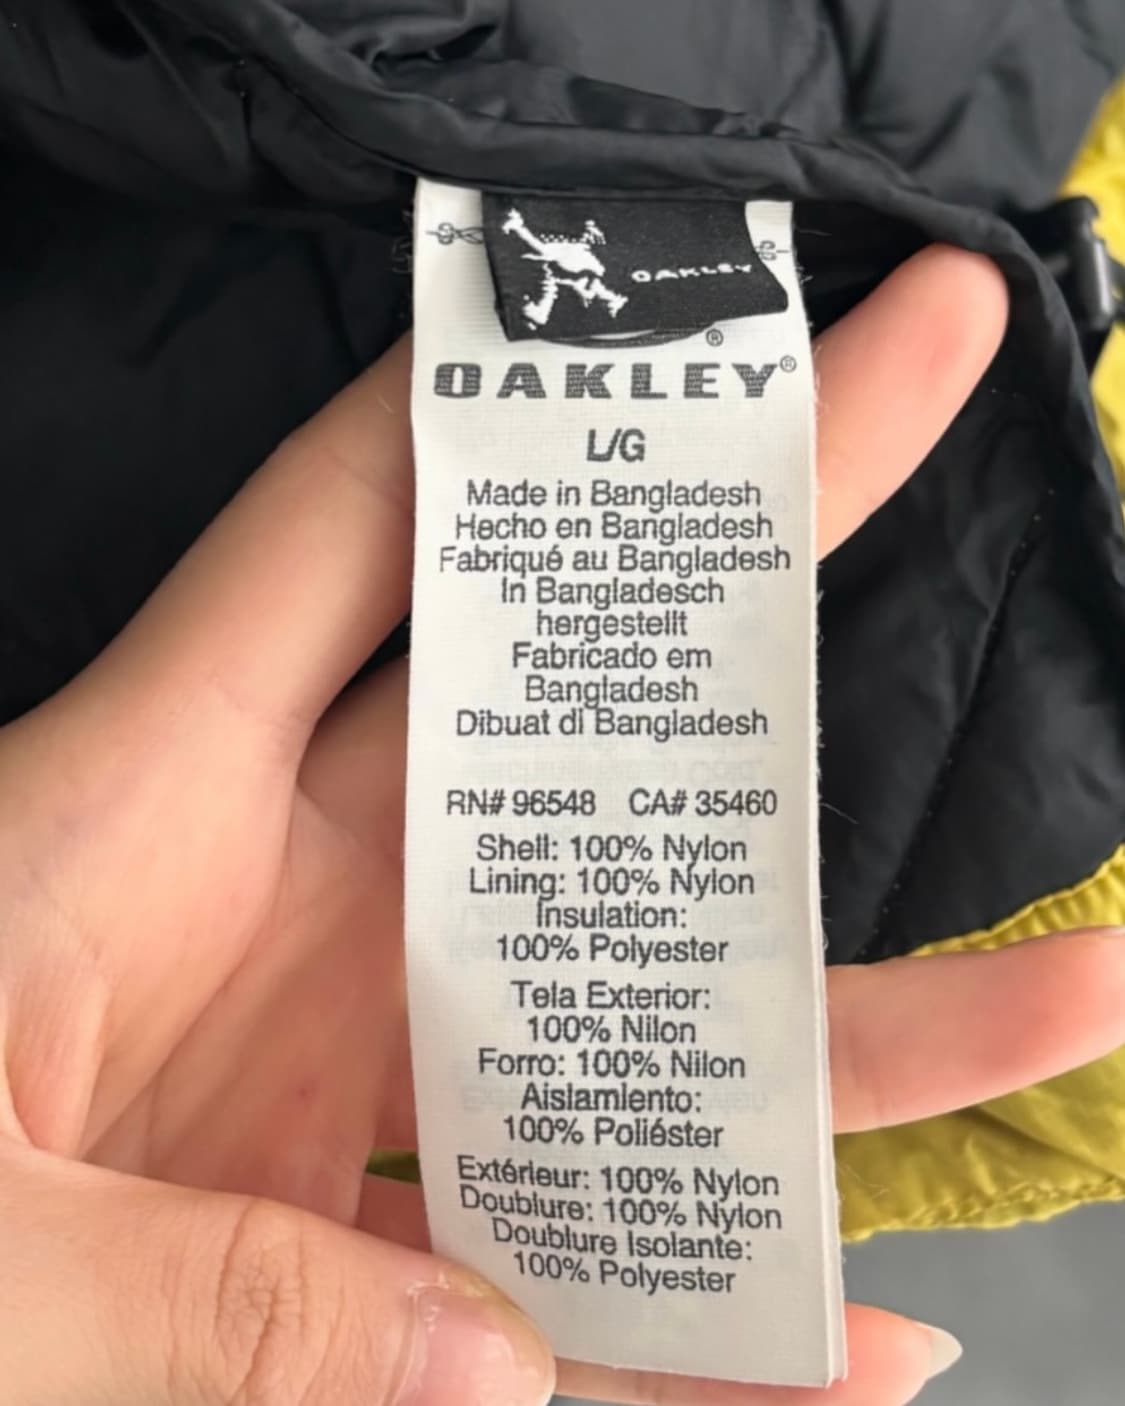 OAKLEY
®
OAKLEY®
L/G
Made in Bangladesh
Hecho en Bangladesh
Fabriqué au Bangladesh
In Bangladesch
hergestellt
Fabricado em
Bangladesh
Dibuat di Bangladesh
RN# 96548 CA# 35460
Shell: 100% Nylon
Lining: 100% Nylon
Insulation:
100% Polyester
Tela Exterior:
100% Nilon
Forro: 100% Nilon
Aislamiento:
100% Poliéster
Extérieur: 100% Nylon
Doublure: 100% Nylon
Doublure Isolante:
100% Polyester